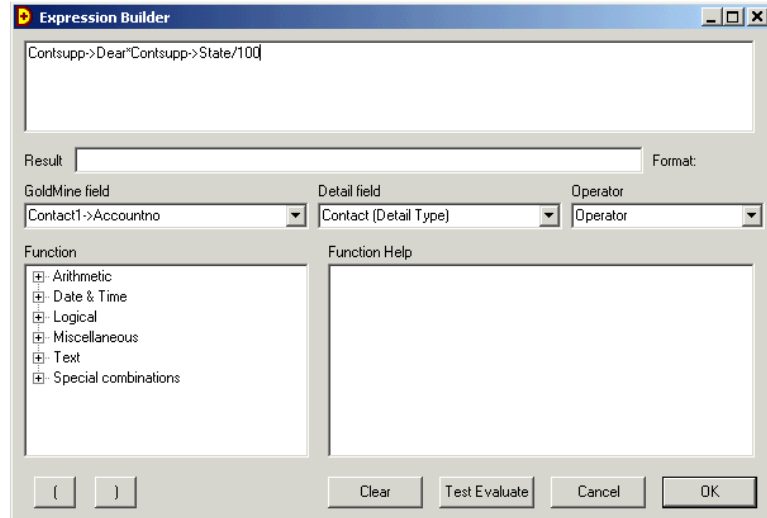 Expression Builder
Contsupp->Dear*Contsupp->State/100
Result
Format:
GoldMine field
Detail field
Operator
Contact1->Accountno
Contact (Detail Type)
Operator
Function
Function Help
Arithmetic
Date & Time
Logical
Miscellaneous
Text
Special combinations
(
)
Clear
Test Evaluate
Cancel
OK